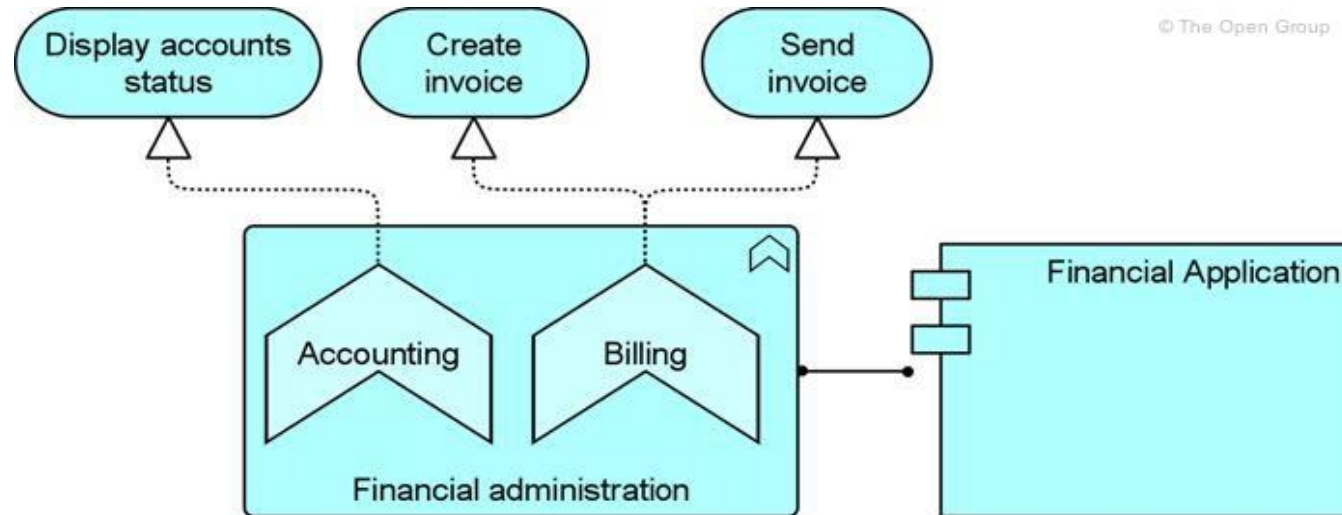 © The Open Group
Display accounts
status
Create
invoice
Send
invoice
Financial Application
Accounting
Billing
Financial administration